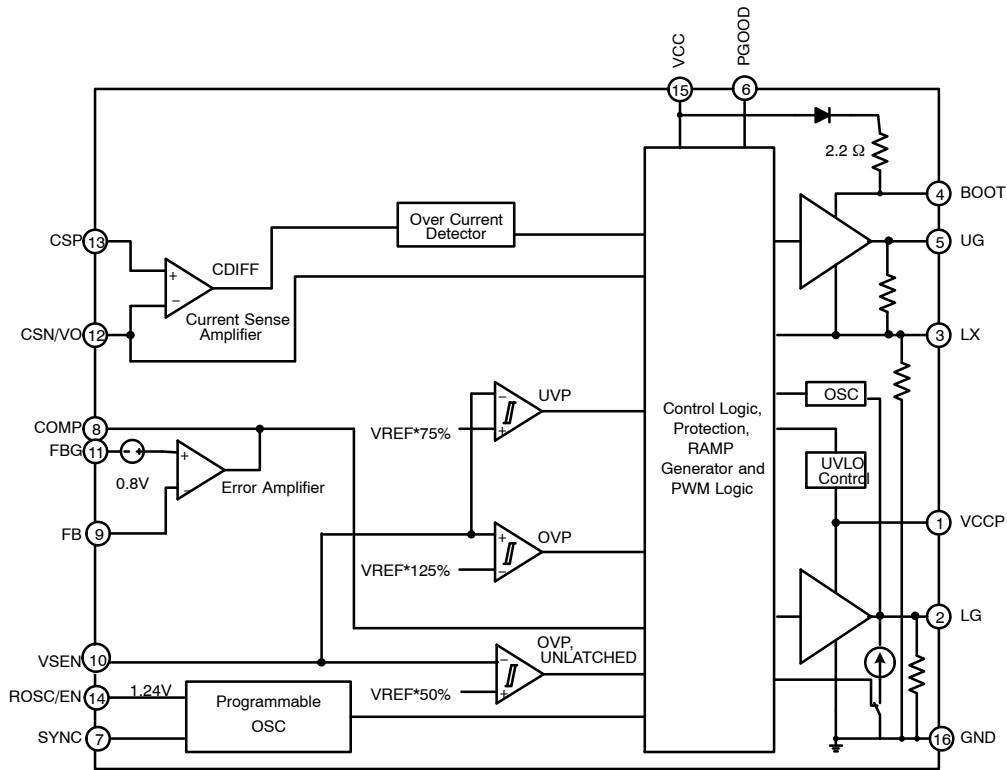 VCC
PGOOD
15
6
2.2 Ω
4
BOOT
Over Current
Detector
CSP
13
CDIFF
5
UG
+
−
Current Sense
Amplifier
CSN/VO
12
3
LX
UVP
−
+
VREF*75%
OSC
COMP
8
FBG
11
- +
0.8V
+
−
Error Amplifier
Control Logic,
Protection,
RAMP
Generator and
PWM Logic
UVLO
Control
1
VCCP
FB
9
+
−
OVP
VREF*125%
2
LG
OVP,
UNLATCHED
VSEN
10
−
+
VREF*50%
ROSC/EN
14
1.24V
Programmable
OSC
SYNC
7
16
GND